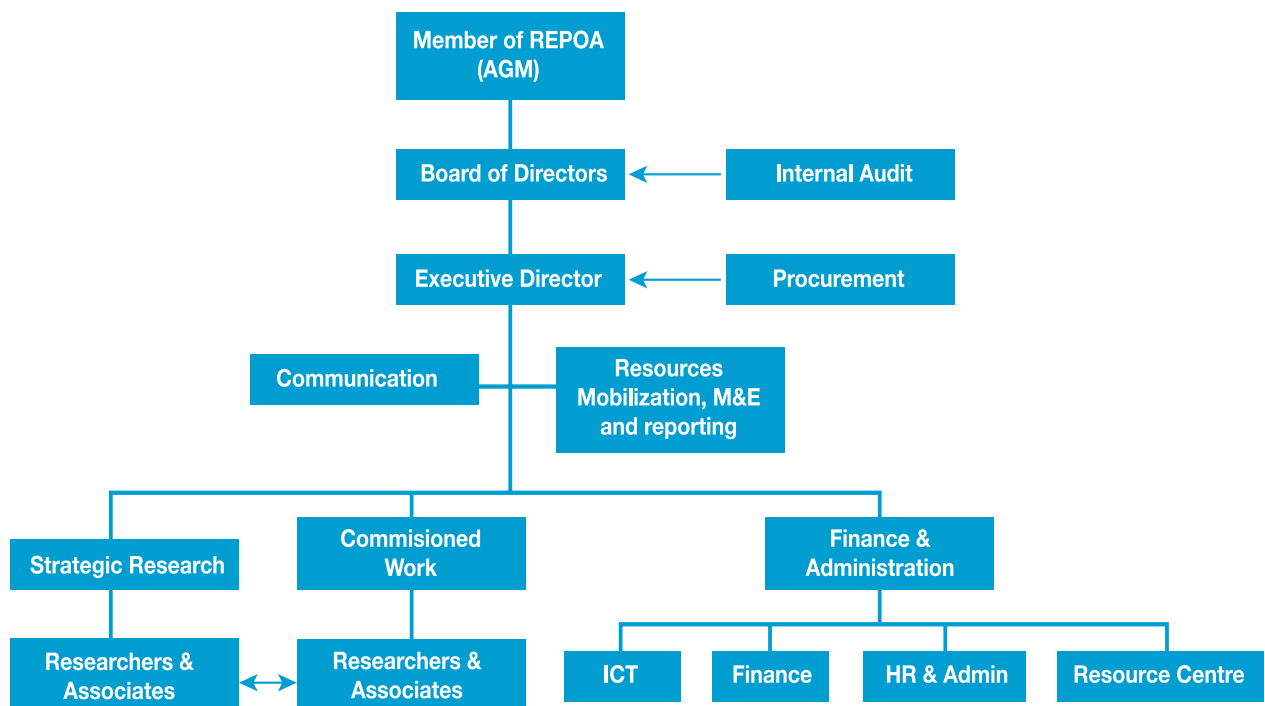 Member of REPOA
(AGM)
Board of Directors
Internal Audit
Executive Director
Procurement
Communication
Resources
Mobilization, M&E
and reporting
Strategic Research
Commisioned
Work
Finance &
Administration
Researchers &
Associates
Researchers &
Associates
ICT
Finance
HR & Admin
Resource Centre